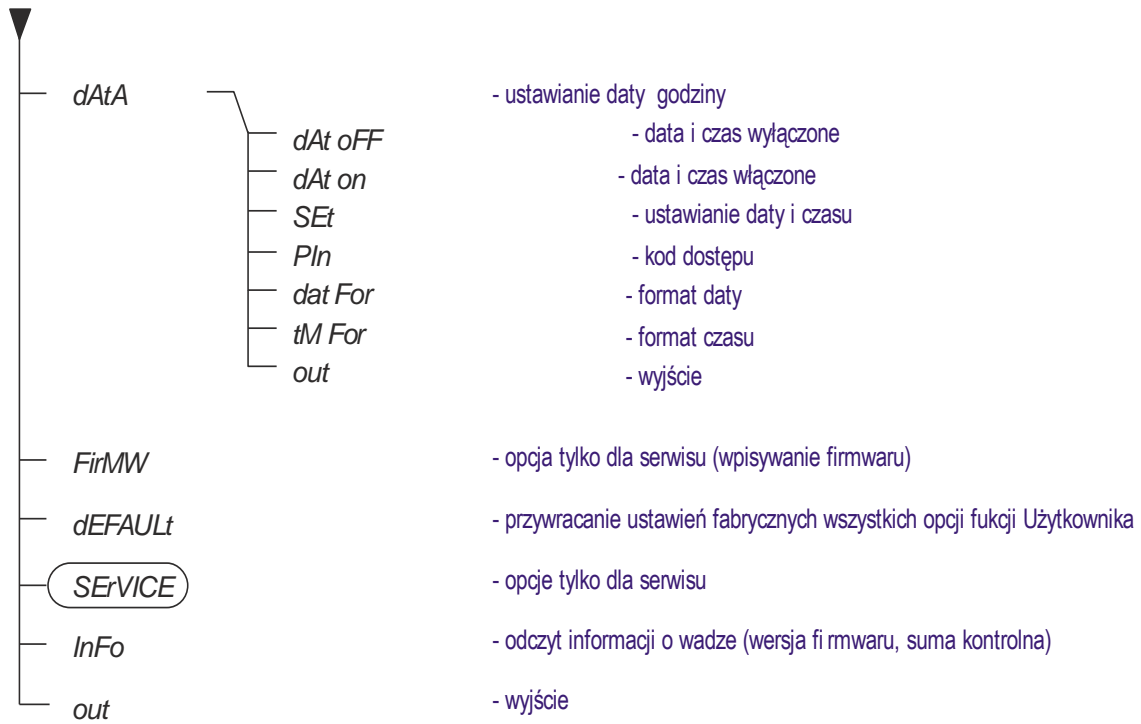 dAtA - ustawianie daty godziny
dAt oFF - data i czas wyłączone
dAt on - data i czas włączone
SEt - ustawianie daty i czasu
PIn - kod dostępu
dat For - format daty
tM For - format czasu
out - wyjście
FirMW - opcja tylko dla serwisu (wpisywanie firmwaru)
dEFAULt - przywracanie ustawień fabrycznych wszystkich opcji fukcji Użytkownika
SErVICE - opcje tylko dla serwisu
InFo - odczyt informacji o wadze (wersja fi rmwaru, suma kontrolna)
out - wyjście